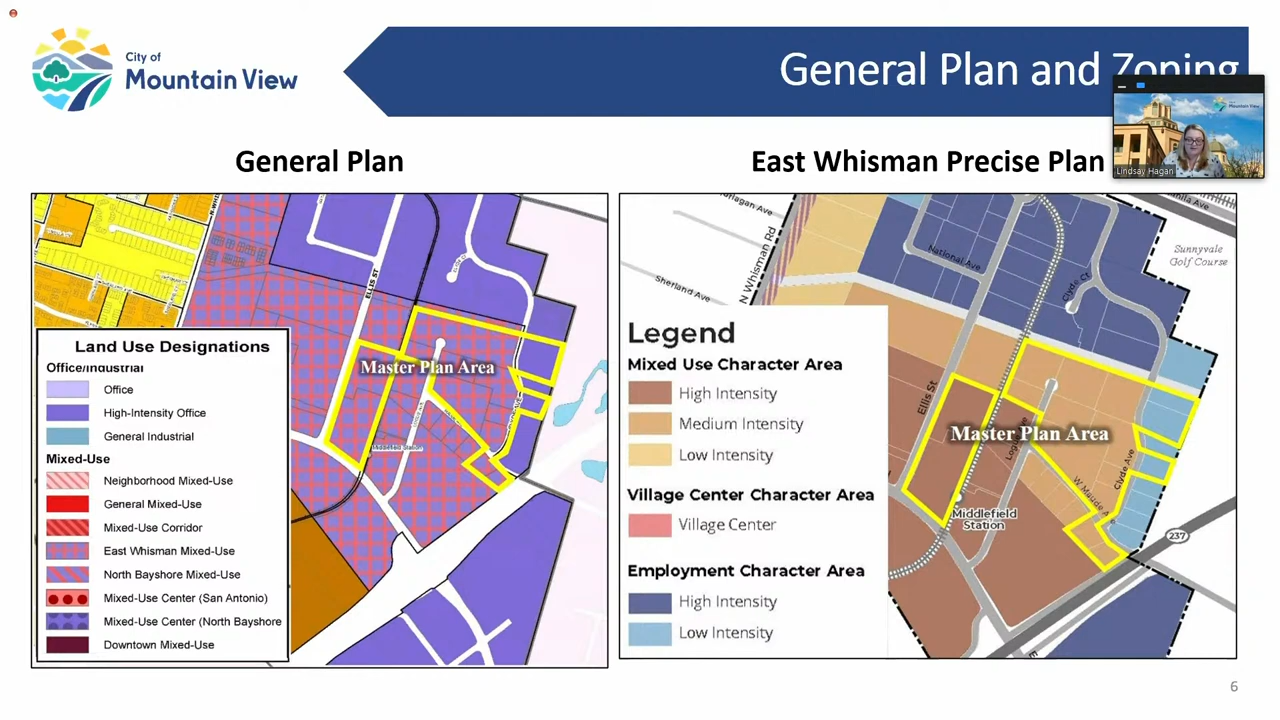 City of
Mountain View
General Plan and Zoning
Mountain View
Lindsay Hagan
General Plan
East Whisman Precise Plan
ELLIS ST
Master Plan Area
Middlefield Station
Land Use Designations
Office/Industrial
Office
High-Intensity Office
General Industrial
Mixed-Use
Neighborhood Mixed-Use
General Mixed-Use
Mixed-Use Corridor
East Whisman Mixed-Use
North Bayshore Mixed-Use
Mixed-Use Center (San Antonio)
Mixed-Use Center (North Bayshore
Downtown Mixed-Use
N Whisman Rd
Sherland Ave
National Ave
Clyde Ct
Sunnyvale
Golf Course
Ellis St
Master Plan Area
Clyde Ave
W Maude Ave
Middlefield
Station
237
Legend
Mixed Use Character Area
High Intensity
Medium Intensity
Low Intensity
Village Center Character Area
Village Center
Employment Character Area
High Intensity
Low Intensity
6